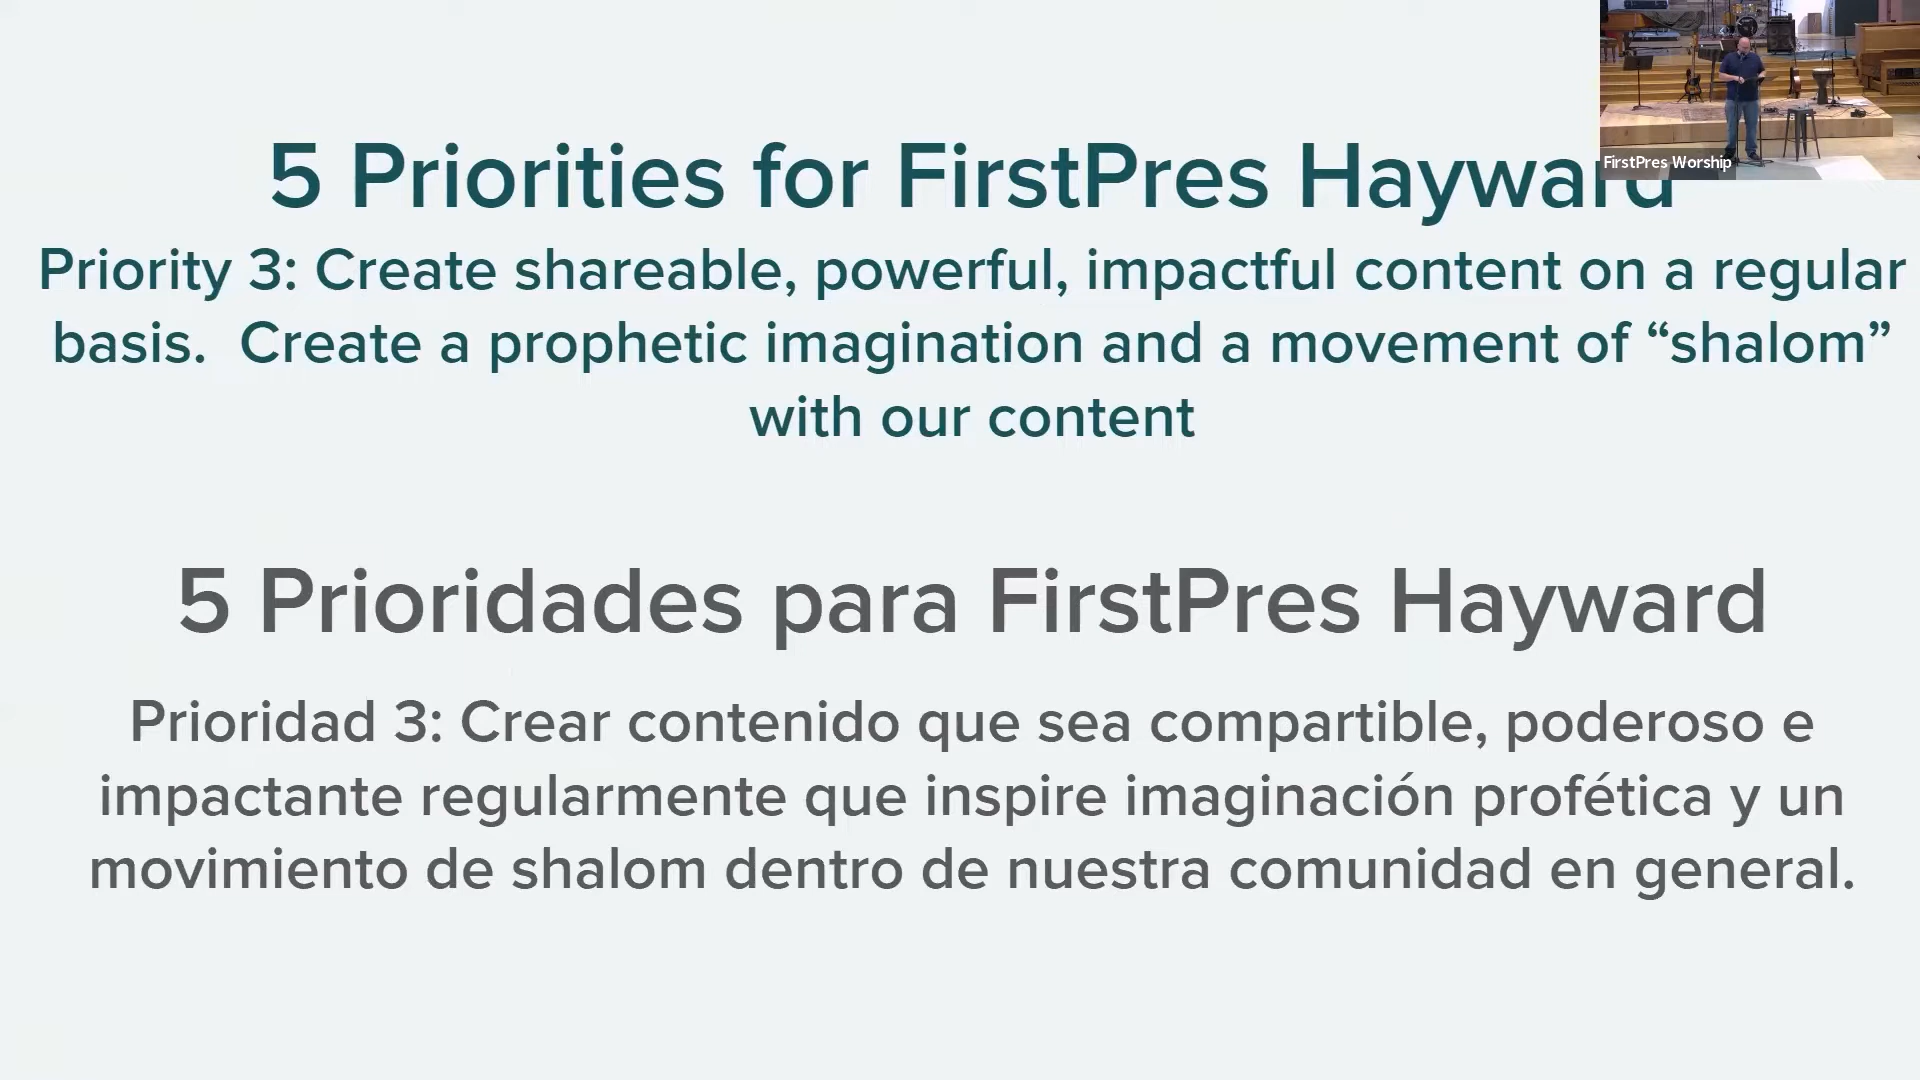 5 Priorities for FirstPres Hayward
FirstPres Worship
Priority 3: Create shareable, powerful, impactful content on a regular
basis.  Create a prophetic imagination and a movement of “shalom”
with our content
5 Prioridades para FirstPres Hayward
Prioridad 3: Crear contenido que sea compartible, poderoso e
impactante regularmente que inspire imaginación profética y un
movimiento de shalom dentro de nuestra comunidad en general.